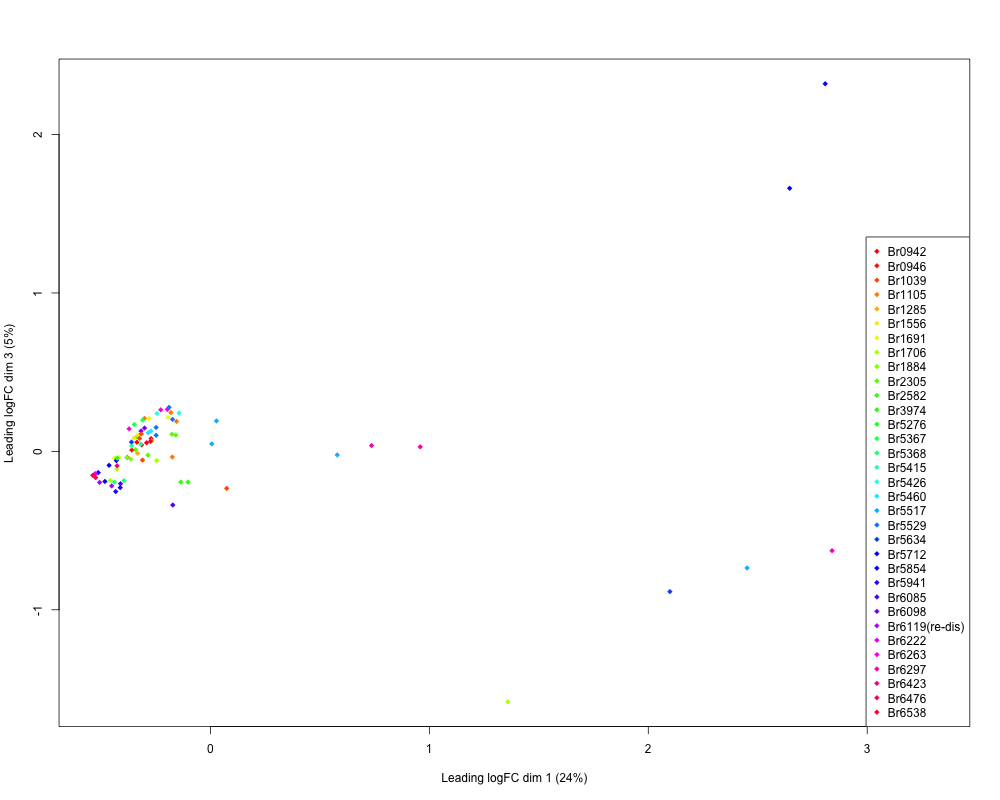 2
1
0
-1
Leading logFC dim 3 (5%)
0
1
2
3
Leading logFC dim 1 (24%)
Br0942
Br0946
Br1039
Br1105
Br1285
Br1556
Br1691
Br1706
Br1884
Br2305
Br2582
Br3974
Br5276
Br5367
Br5368
Br5415
Br5426
Br5460
Br5517
Br5529
Br5634
Br5712
Br5854
Br5941
Br6085
Br6098
Br6119(re-dis)
Br6222
Br6263
Br6297
Br6423
Br6476
Br6538